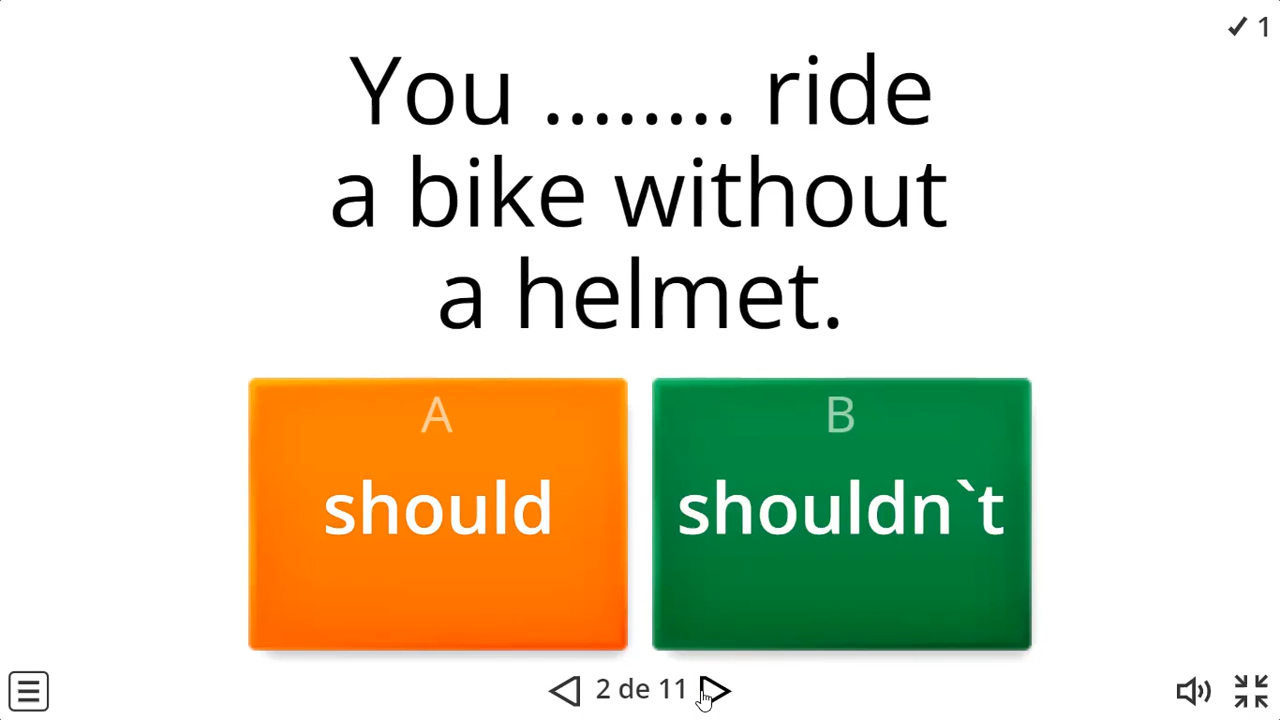 ✓ 1
You ........ ride
a bike without
a helmet.
A
should
B
shouldn`t
2 de 11